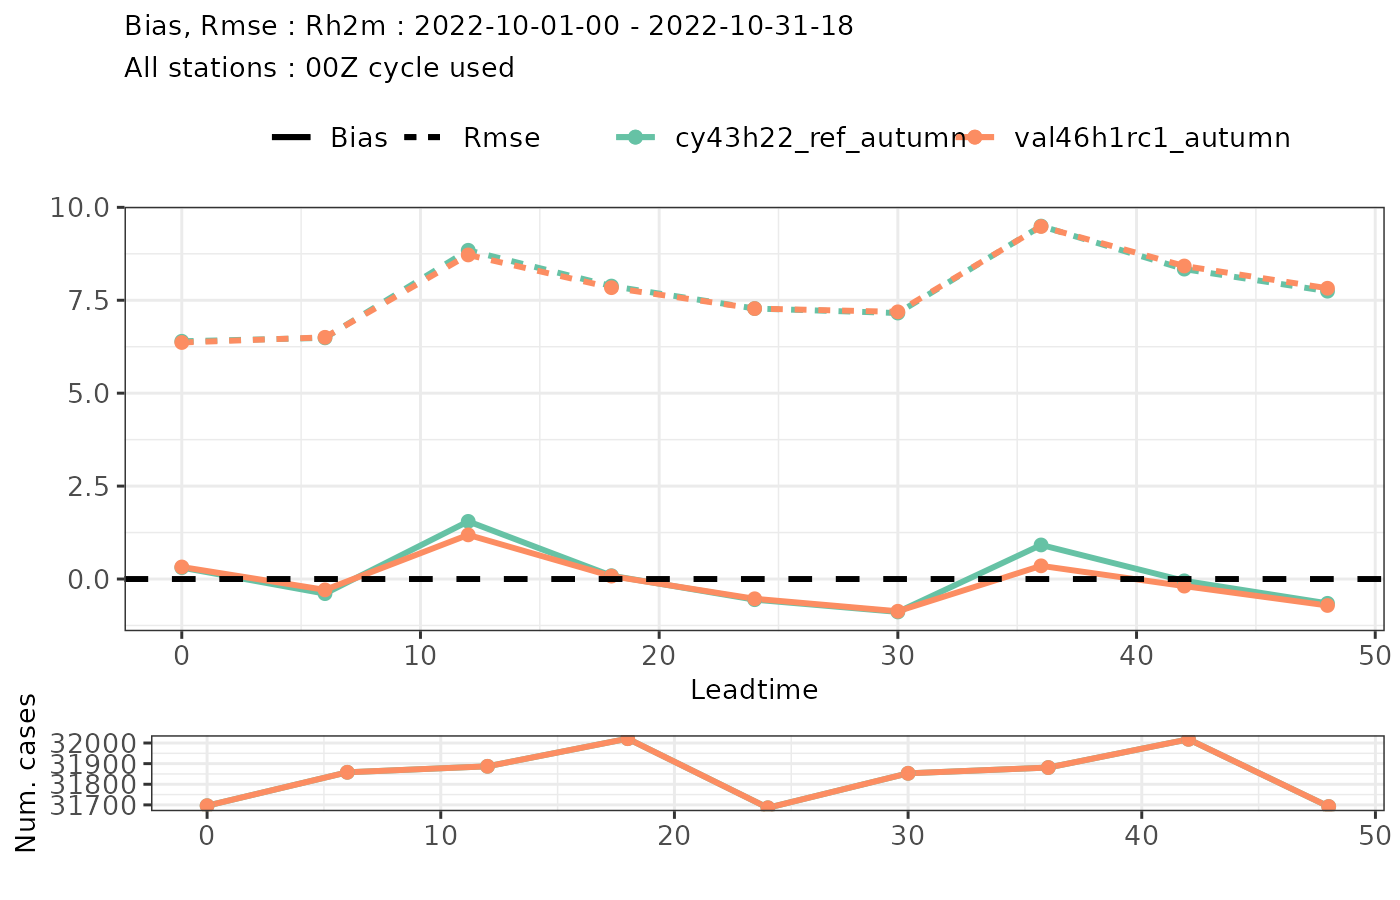 Bias, Rmse : Rh2m : 2022-10-01-00 - 2022-10-31-18
All stations : 00Z cycle used
Bias Rmse cy43h22_ref_autumn val46h1rc1_autumn
10.0
7.5
5.0
2.5
0.0
0 10 20 30 40 50
Leadtime
Num. cases
32000
31900
31800
31700
0 10 20 30 40 50